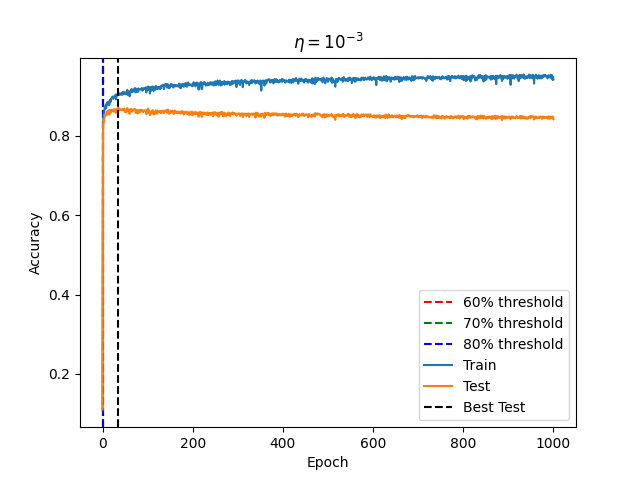 η = 10⁻³
Accuracy
0.8
0.6
0.4
0.2
0
200
400
600
800
1000
Epoch
60% threshold
70% threshold
80% threshold
Train
Test
Best Test